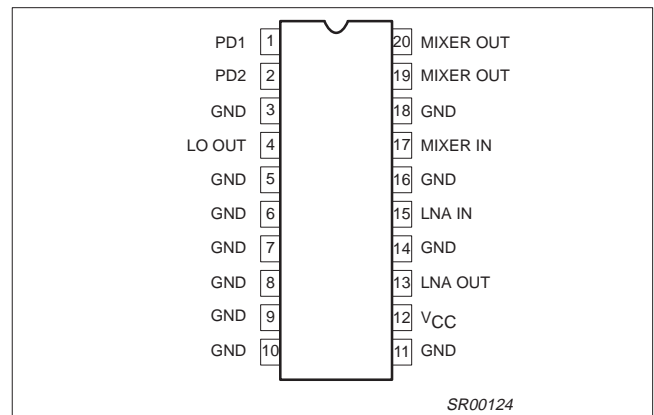 PD1 1 20 MIXER OUT
PD2 2 19 MIXER OUT
GND 3 18 GND
LO OUT 4 17 MIXER IN
GND 5 16 GND
GND 6 15 LNA IN
GND 7 14 GND
GND 8 13 LNA OUT
GND 9 12 VCC
GND 10 11 GND
SR00124